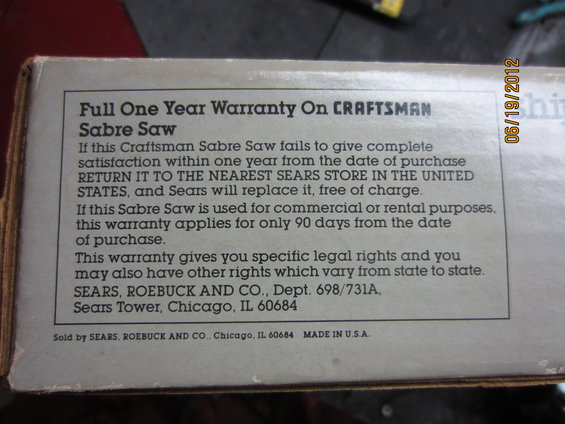 Full One Year Warranty On CRAFTSMAN
Sabre Saw
If this Craftsman Sabre Saw fails to give complete
satisfaction within one year from the date of purchase
RETURN IT TO THE NEAREST SEARS STORE IN THE UNITED
STATES, and Sears will replace it, free of charge.
If this Sabre Saw is used for commercial or rental purposes,
this warranty applies for only 90 days from the date
of purchase.
This warranty gives you specific legal rights and you
may also have other rights which vary from state to state.
SEARS, ROEBUCK AND CO., Dept. 698/731A,
Sears Tower, Chicago, IL 60684
Sold by SEARS, ROEBUCK AND CO., Chicago, IL 60684 MADE IN U.S.A.
06/19/2012